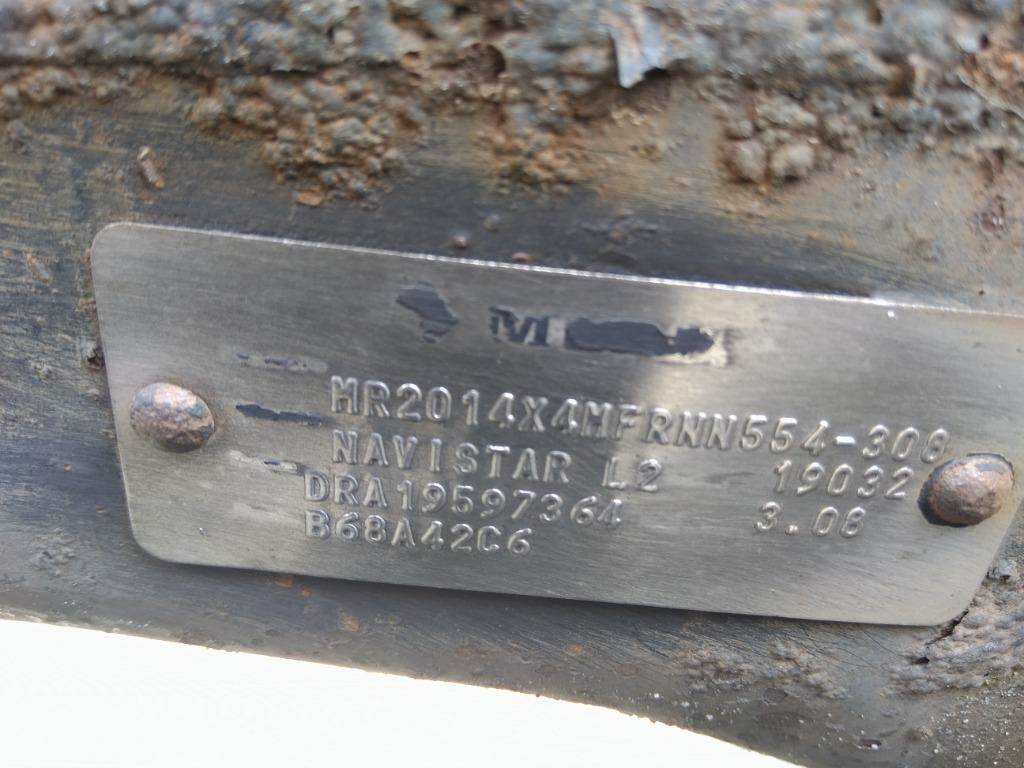 M
MR2014X4MFRNN554-308
NAVISTAR L2 19032
DRA19597364 3.08
B68A42C6